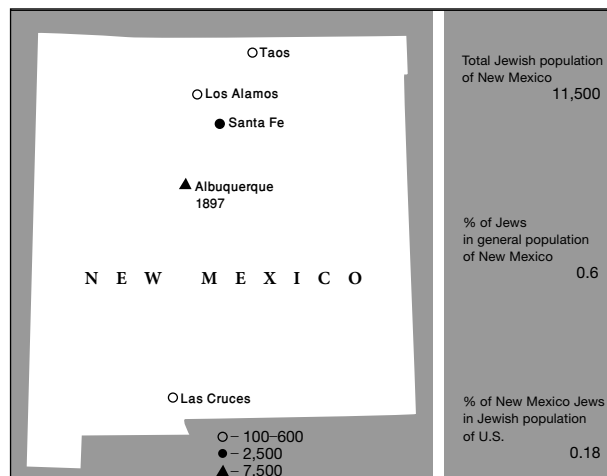 Taos
Los Alamos
Santa Fe
Albuquerque
1897
NEW MEXICO
Las Cruces
– 100–600
– 2,500
– 7,500
Total Jewish population
of New Mexico
11,500
% of Jews
in general population
of New Mexico
0.6
% of New Mexico Jews
in Jewish population
of U.S.
0.18